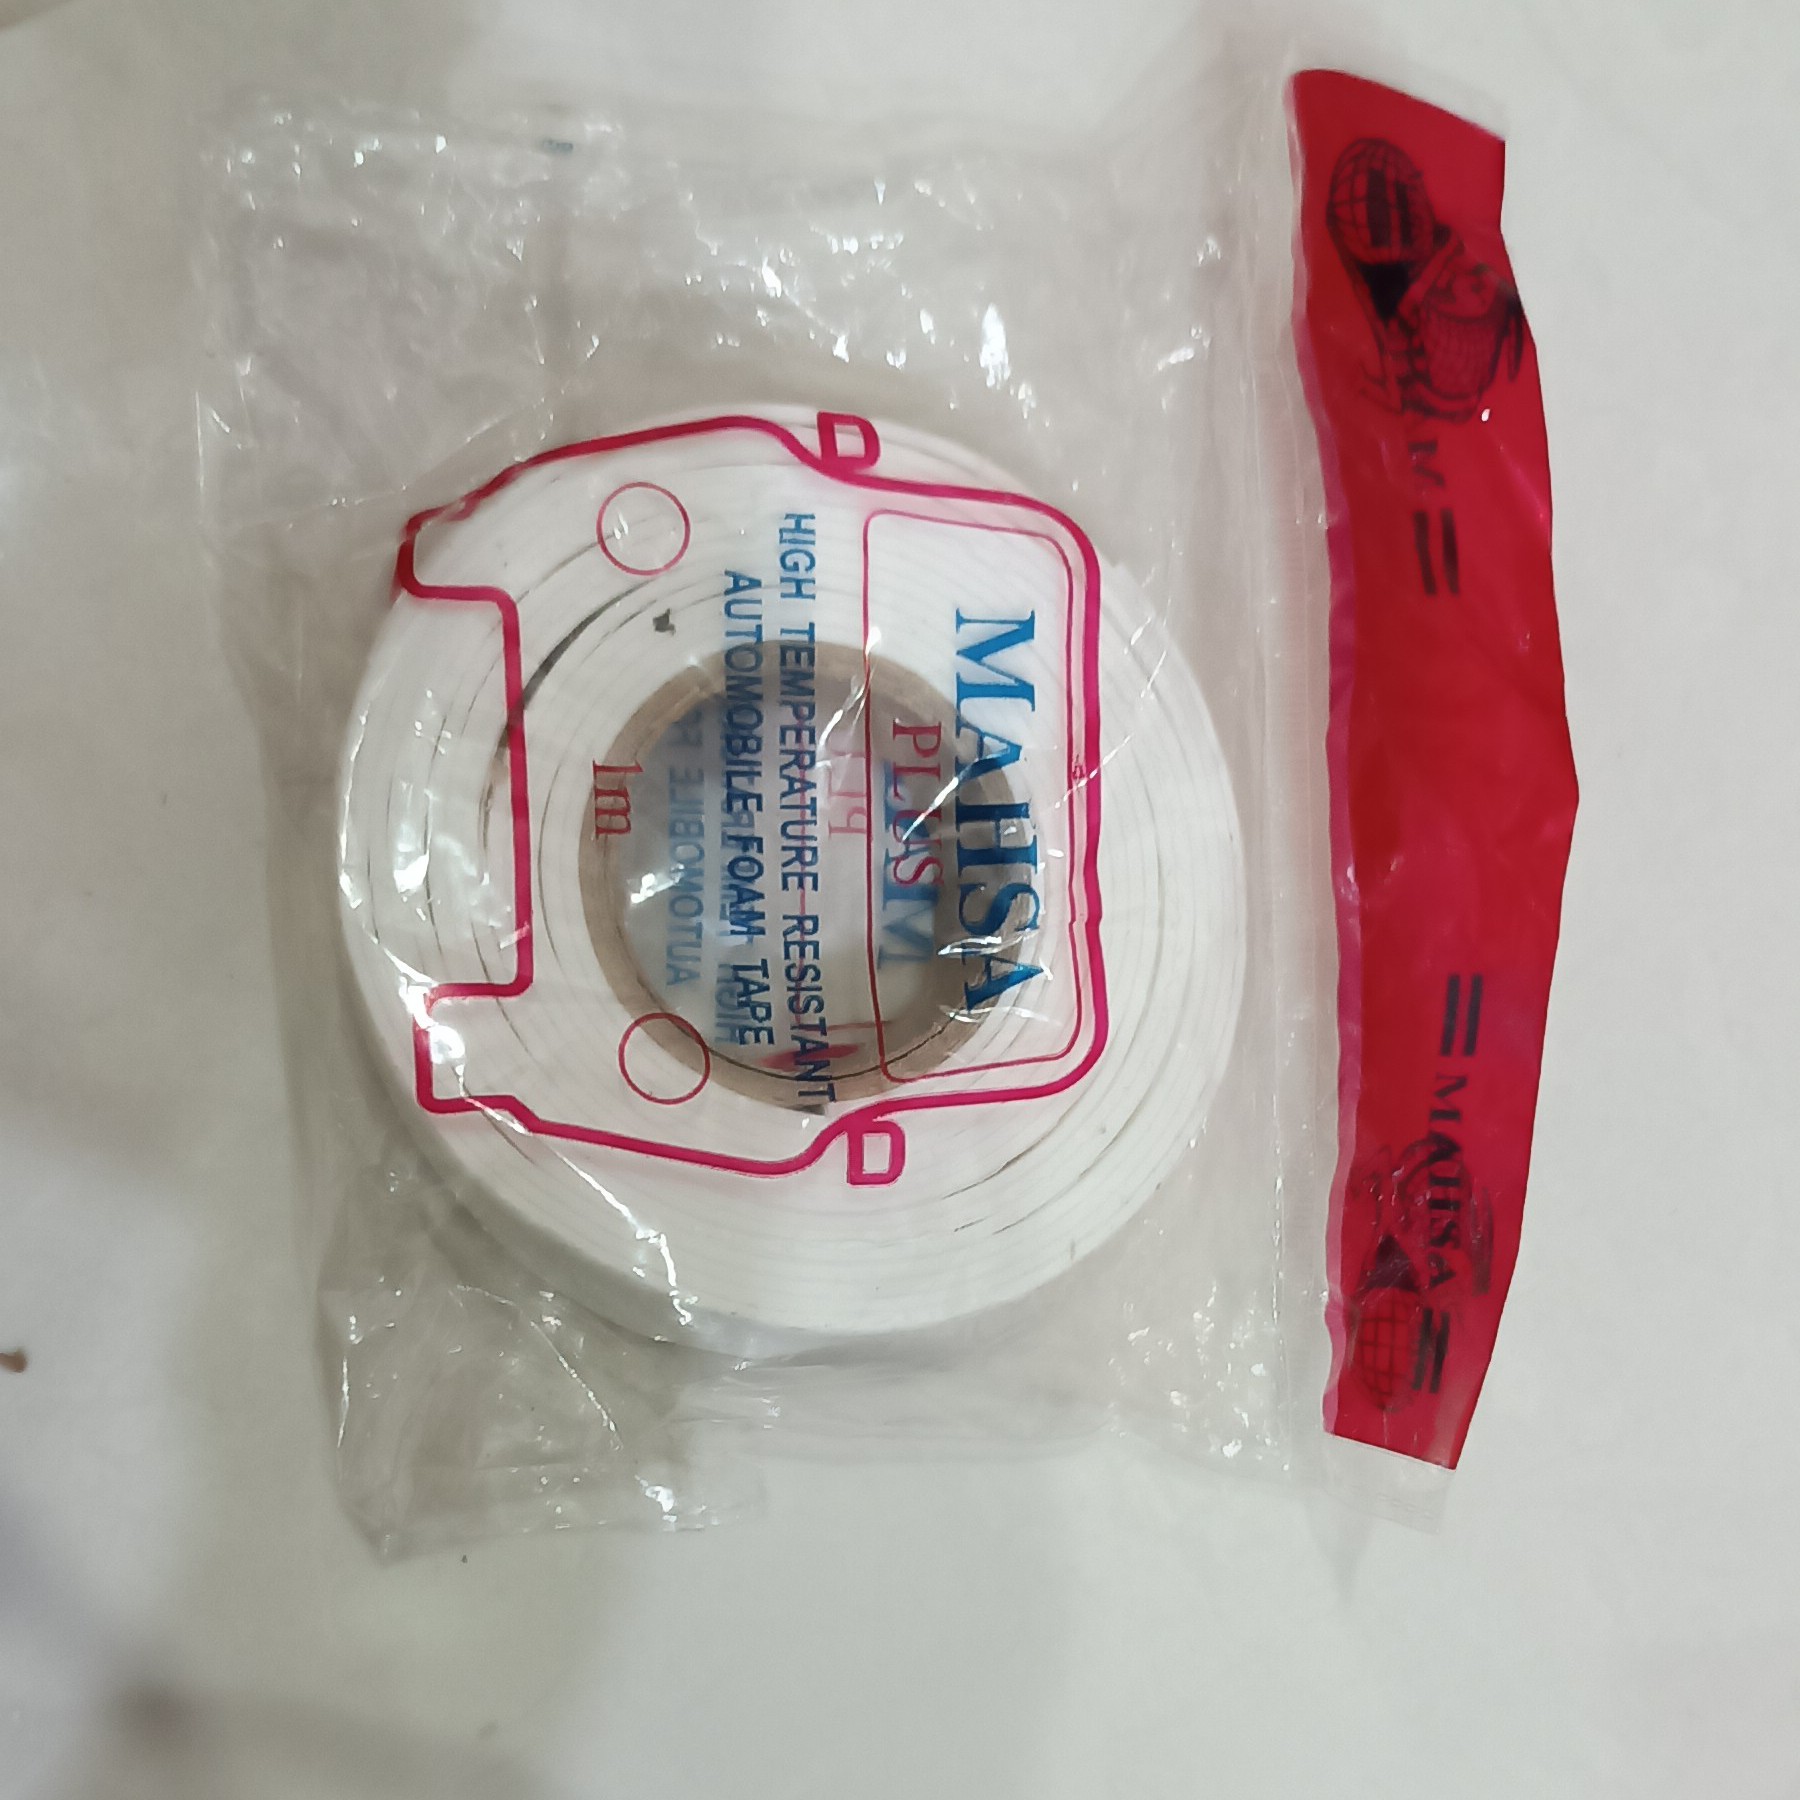 MAHSA
PLUS
HIGH TEMPERATURE RESISTANT
AUTOMOBILE FOAM TAPE
1m
= MAHSA =